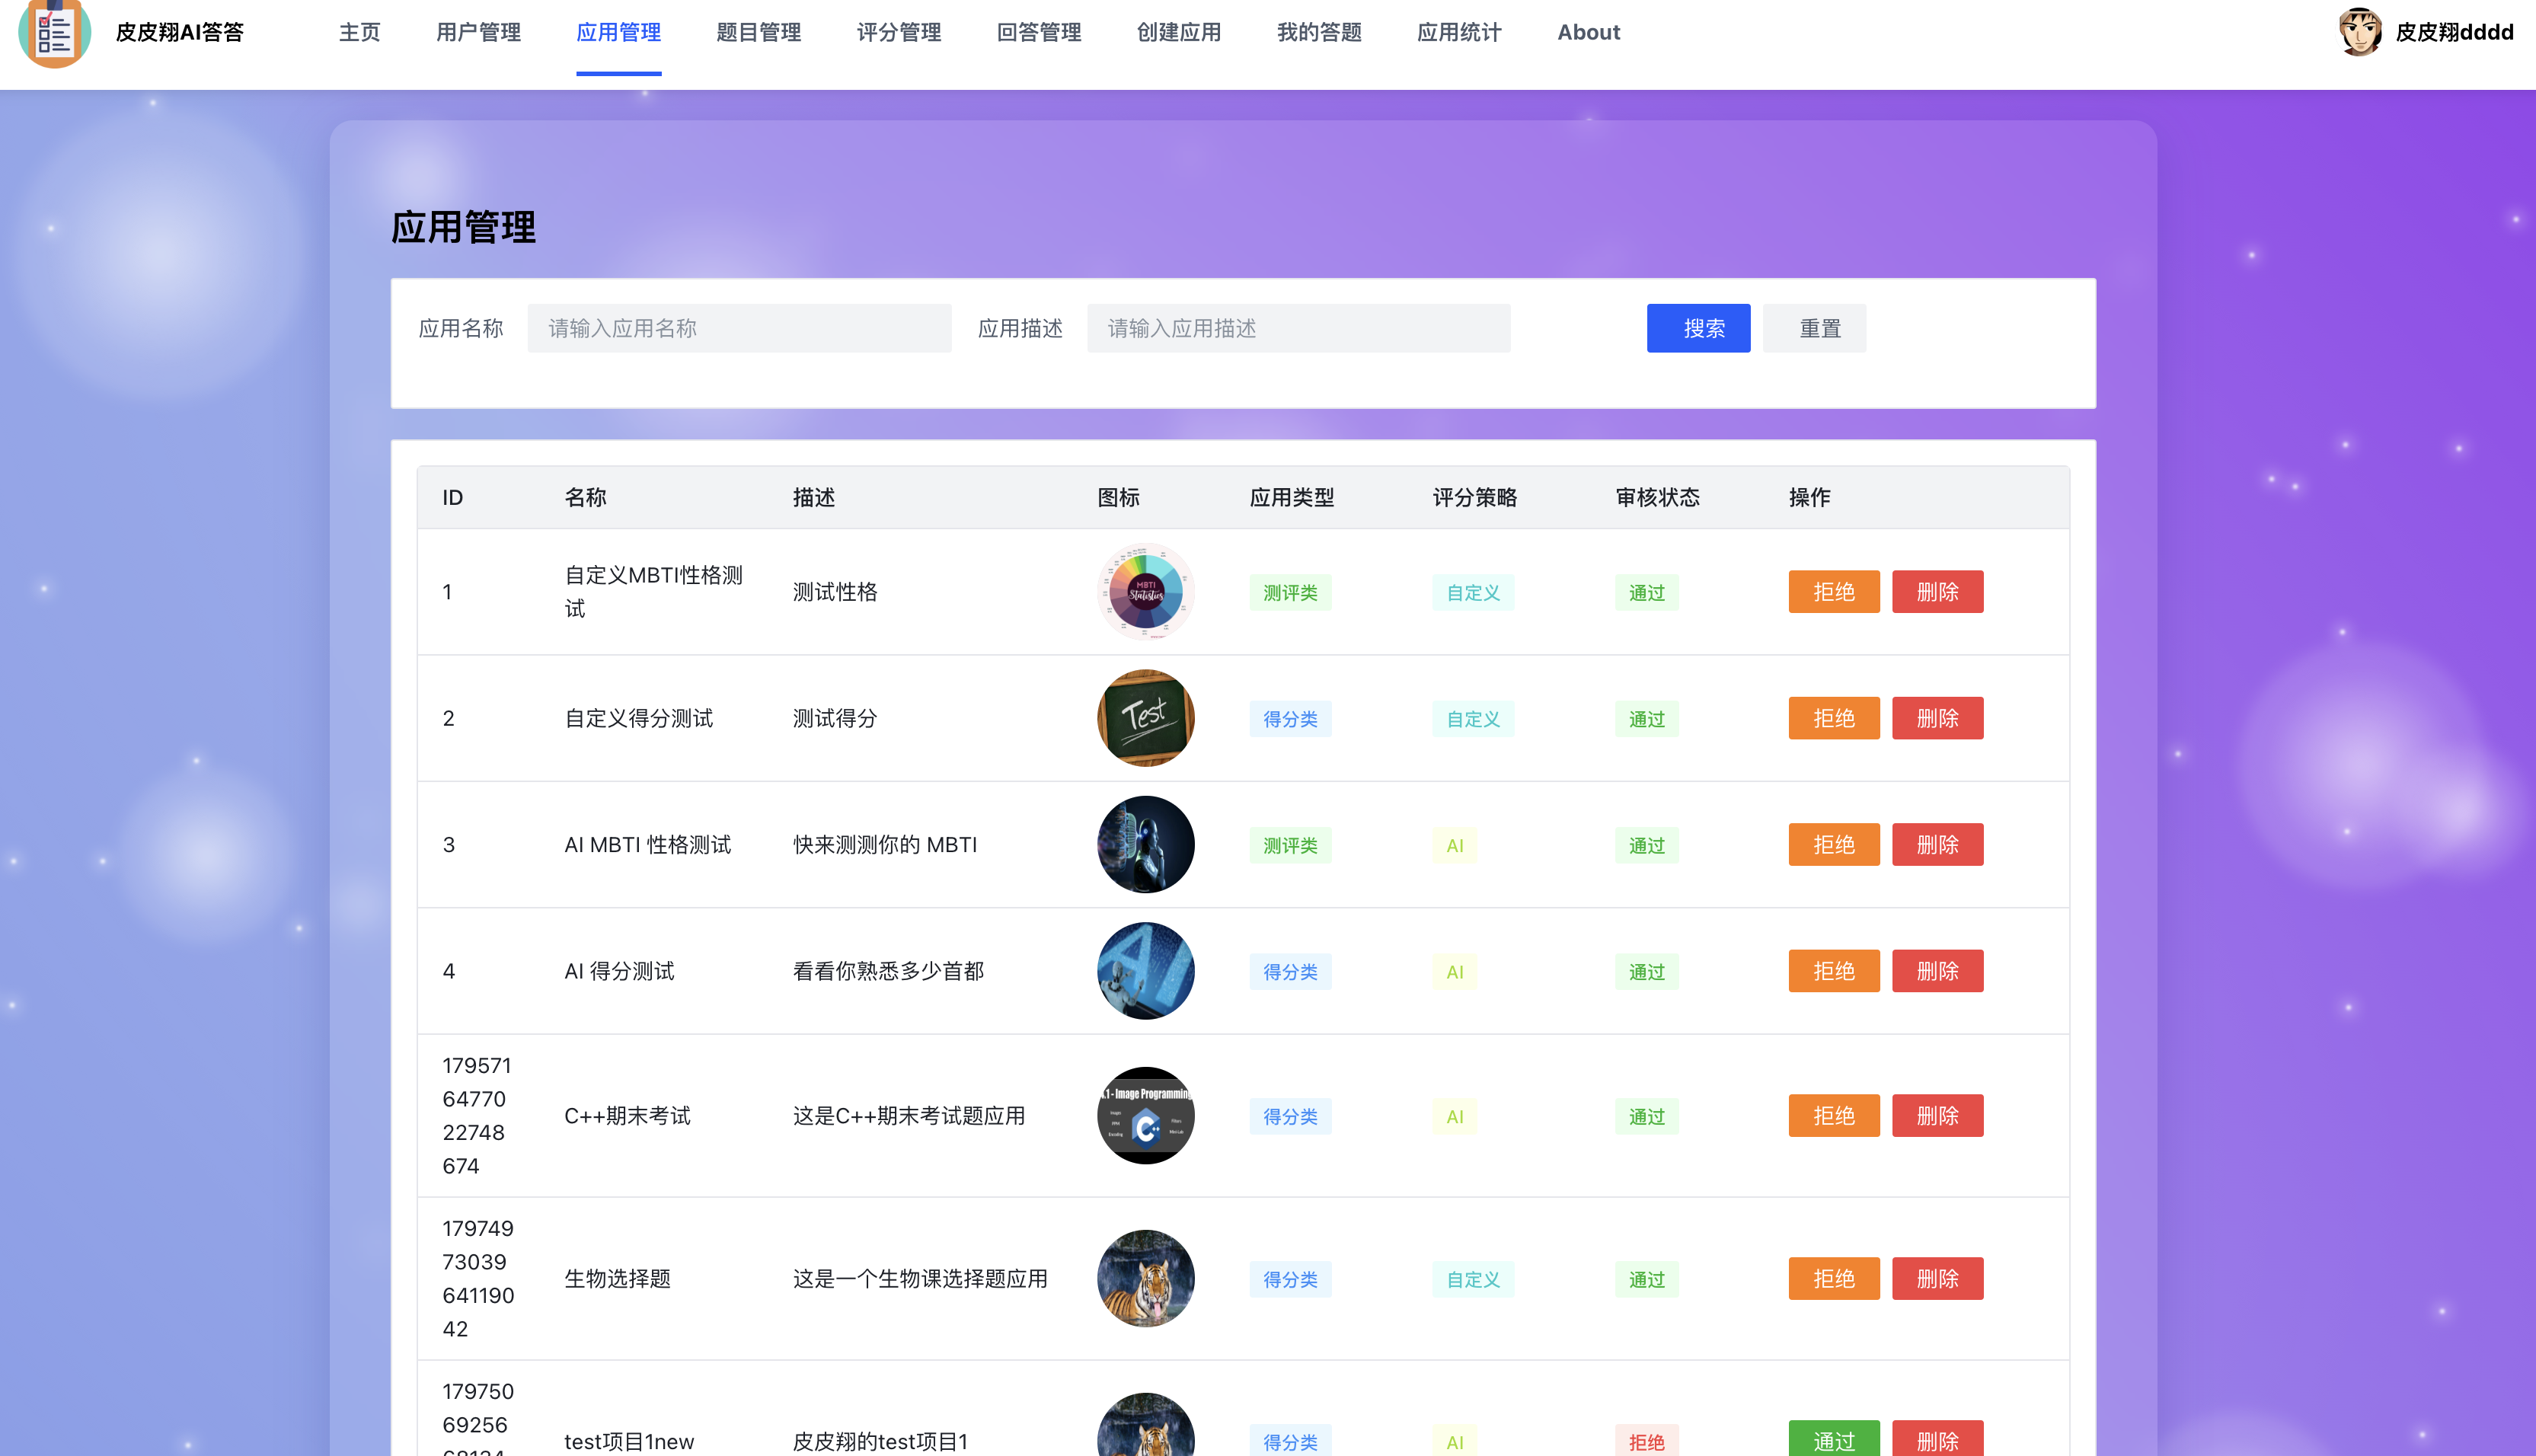 皮皮翔AI答答
主页 用户管理 应用管理 题目管理 评分管理 回答管理 创建应用 我的答题 应用统计 About
皮皮翔dddd
应用管理
应用名称 请输入应用名称 应用描述 请输入应用描述 搜索 重置
ID 名称 描述 图标 应用类型 评分策略 审核状态 操作
1 自定义MBTI性格测
试 测试性格 MBTI
Statistics 测评类 自定义 通过 拒绝 删除
2 自定义得分测试 测试得分 Test 得分类 自定义 通过 拒绝 删除
3 AI MBTI 性格测试 快来测测你的 MBTI 测评类 AI 通过 拒绝 删除
4 AI 得分测试 看看你熟悉多少首都 AI 得分类 AI 通过 拒绝 删除
179571
64770
22748
674
C++期末考试 这是C++期末考试题应用 .1 - Image Programming
C++ 得分类 AI 通过 拒绝 删除
179749
73039
641190
42
生物选择题 这是一个生物课选择题应用 得分类 自定义 通过 拒绝 删除
179750
69256
test项目1new 皮皮翔的test项目1 得分类 AI 拒绝 通过 删除